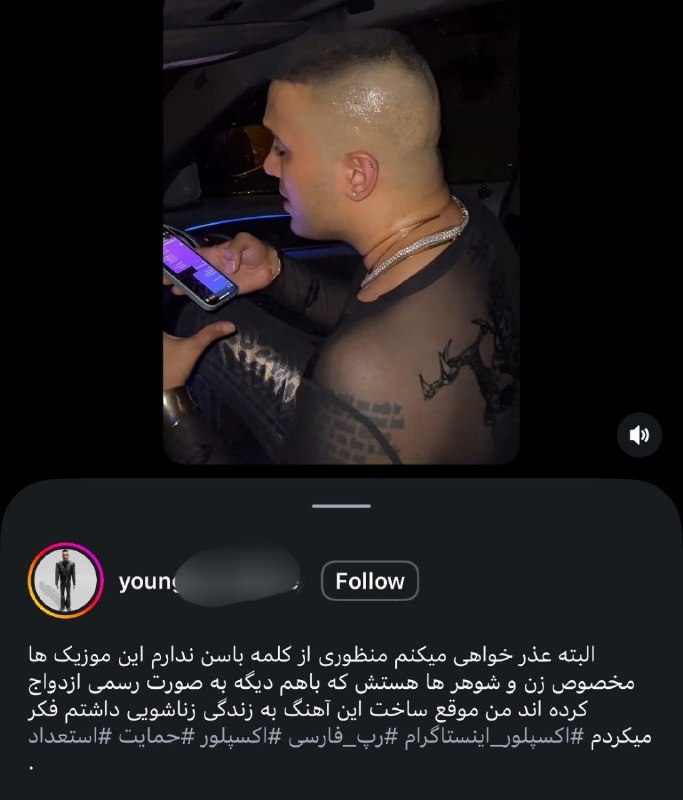 young
Follow
البته عذر خواهی میکنم منظوری از کلمه باسن ندارم این موزیک ها
مخصوص زن و شوهر ها هستش که باهم دیگه به صورت رسمی ازدواج
کرده اند من موقع ساخت این آهنگ به زندگی زناشویی داشتم فکر
میکردم #اکسپلور_اینستاگرام #رپ_فارسی #اکسپلور #حمایت #استعداد
.